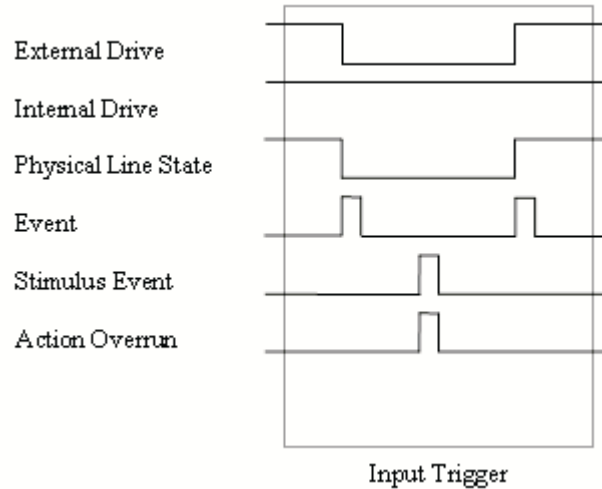 External Drive
Internal Drive
Physical Line State
Event
Stimulus Event
Action Overrun
Input Trigger